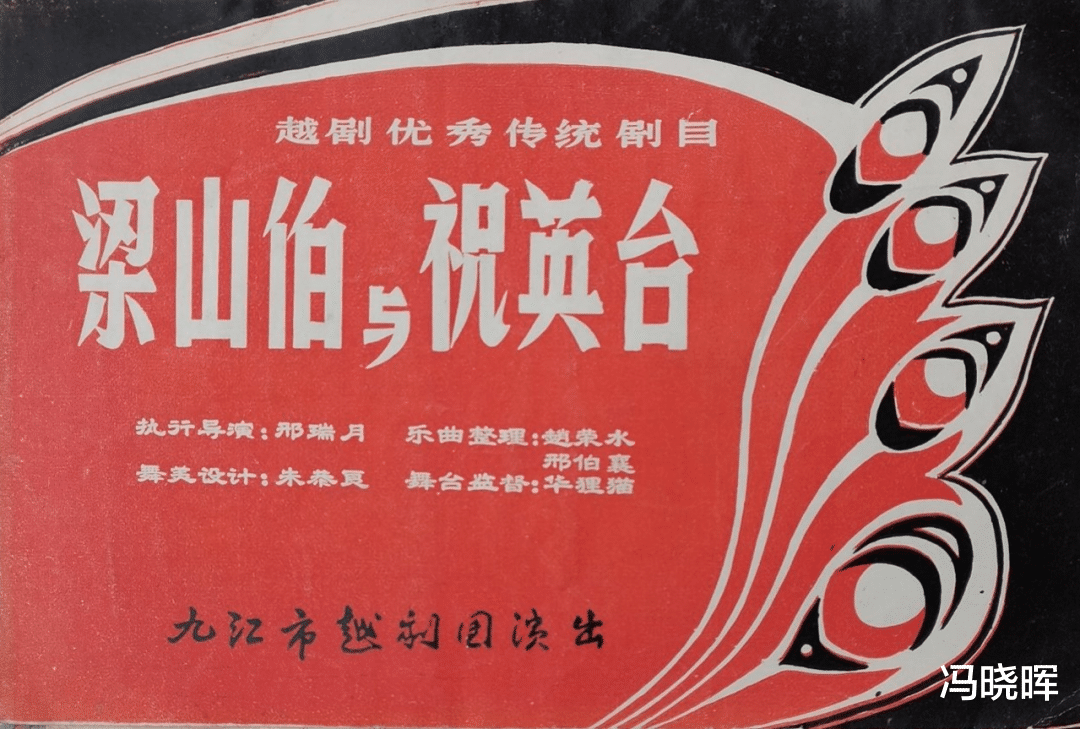 越剧优秀传统剧目
梁山伯与祝英台
执行导演:邢瑞月 乐曲整理:趙荣水
邢伯襄
舞美设计:朱恭夏 舞台监督:华狸猫
九江市越剧团演出
冯晓晖